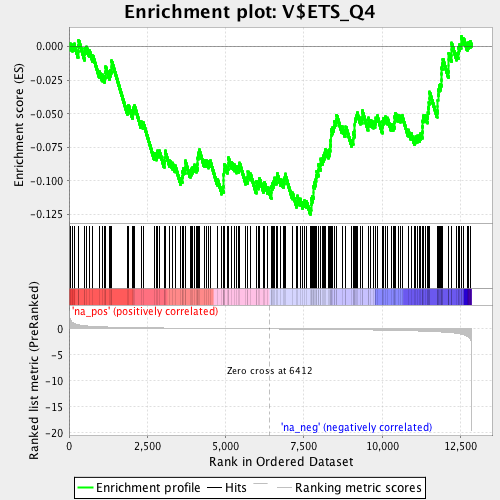 Enrichment plot: V$ETS_Q4
Enrichment score (ES)
0.000
-0.025
-0.050
-0.075
-0.100
-0.125
'na_pos' (positively correlated)
Ranked list metric (PreRanked)
0
-5
-10
-15
-20
Zero cross at 6412
'na_neg' (negatively correlated)
0
2,500
5,000
7,500
10,000
12,500
Rank in Ordered Dataset
Enrichment profile
Hits
Ranking metric scores